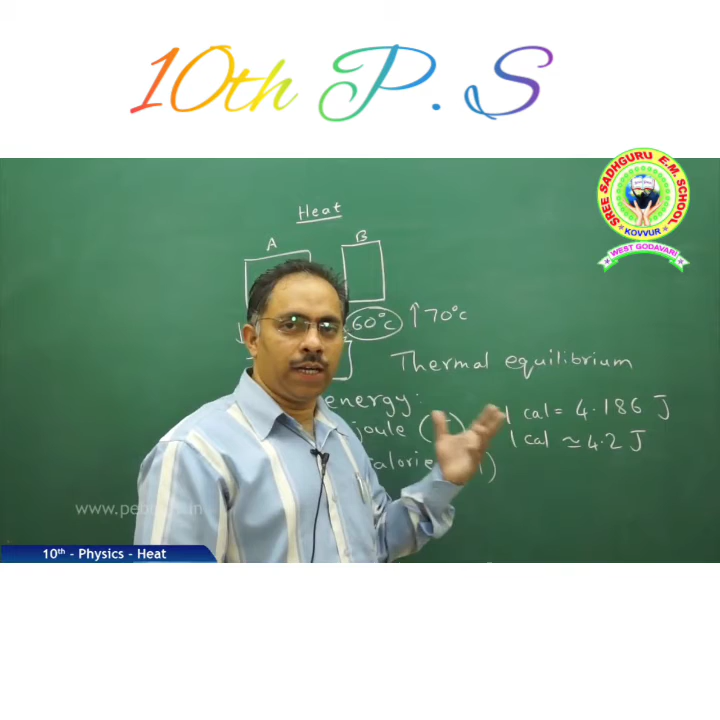 10th P.S
SREE SADHGURU E.M. SCHOOL
KOVVUR
WEST GODAVARI
Heat
A B
60°c ↑70°c
Thermal equilibrium
energy:
joule
1 cal = 4.186 J
1 cal ≃ 4.2 J
10th - Physics - Heat